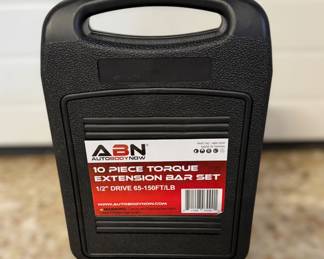 ABN
AUTOBODYNOW
10 PIECE TORQUE
EXTENSION BAR SET
1/2" DRIVE 65-150FT/LB
WWW.AUTOBODYNOW.COM